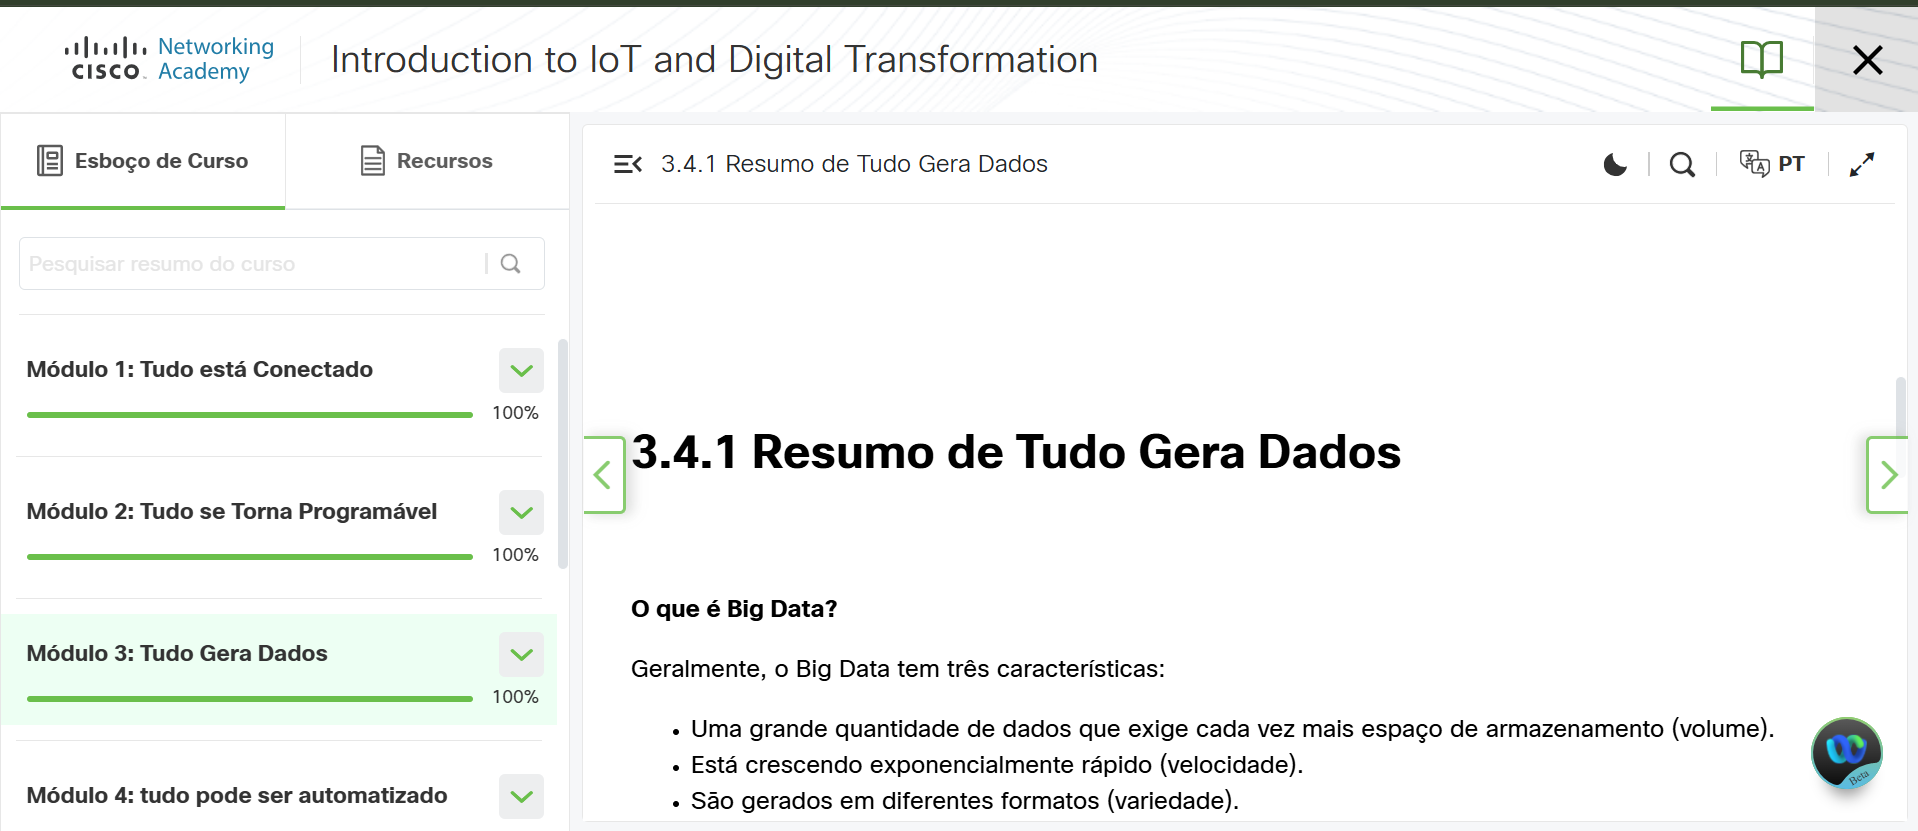 CISCO Networking Academy
Introduction to IoT and Digital Transformation
Esboço de Curso
Recursos
Pesquisar resumo do curso
Módulo 1: Tudo está Conectado
100%
Módulo 2: Tudo se Torna Programável
100%
Módulo 3: Tudo Gera Dados
100%
Módulo 4: tudo pode ser automatizado
3.4.1 Resumo de Tudo Gera Dados
PT
3.4.1 Resumo de Tudo Gera Dados
O que é Big Data?
Geralmente, o Big Data tem três características:
• Uma grande quantidade de dados que exige cada vez mais espaço de armazenamento (volume).
• Está crescendo exponencialmente rápido (velocidade).
• São gerados em diferentes formatos (variedade).
Beta